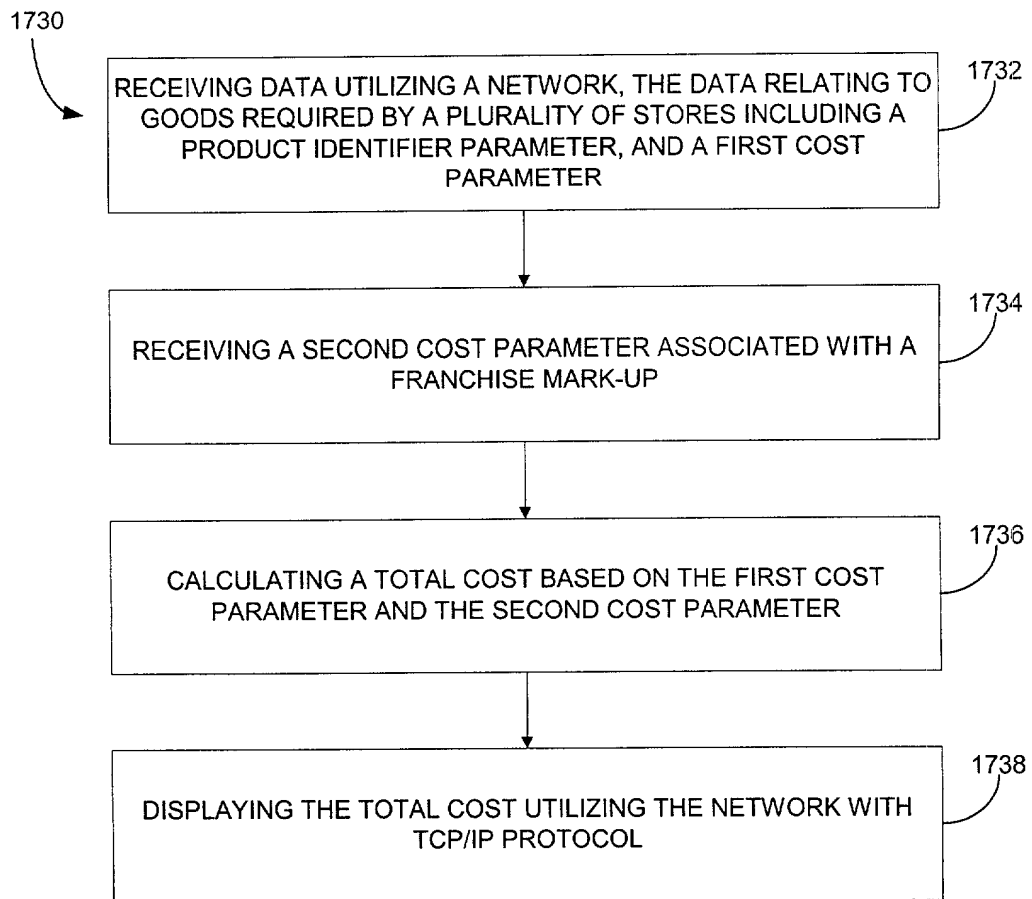 1730
RECEIVING DATA UTILIZING A NETWORK, THE DATA RELATING TO
GOODS REQUIRED BY A PLURALITY OF STORES INCLUDING A
PRODUCT IDENTIFIER PARAMETER, AND A FIRST COST
PARAMETER
1732
RECEIVING A SECOND COST PARAMETER ASSOCIATED WITH A
FRANCHISE MARK-UP
1734
CALCULATING A TOTAL COST BASED ON THE FIRST COST
PARAMETER AND THE SECOND COST PARAMETER
1736
DISPLAYING THE TOTAL COST UTILIZING THE NETWORK WITH
TCP/IP PROTOCOL
1738